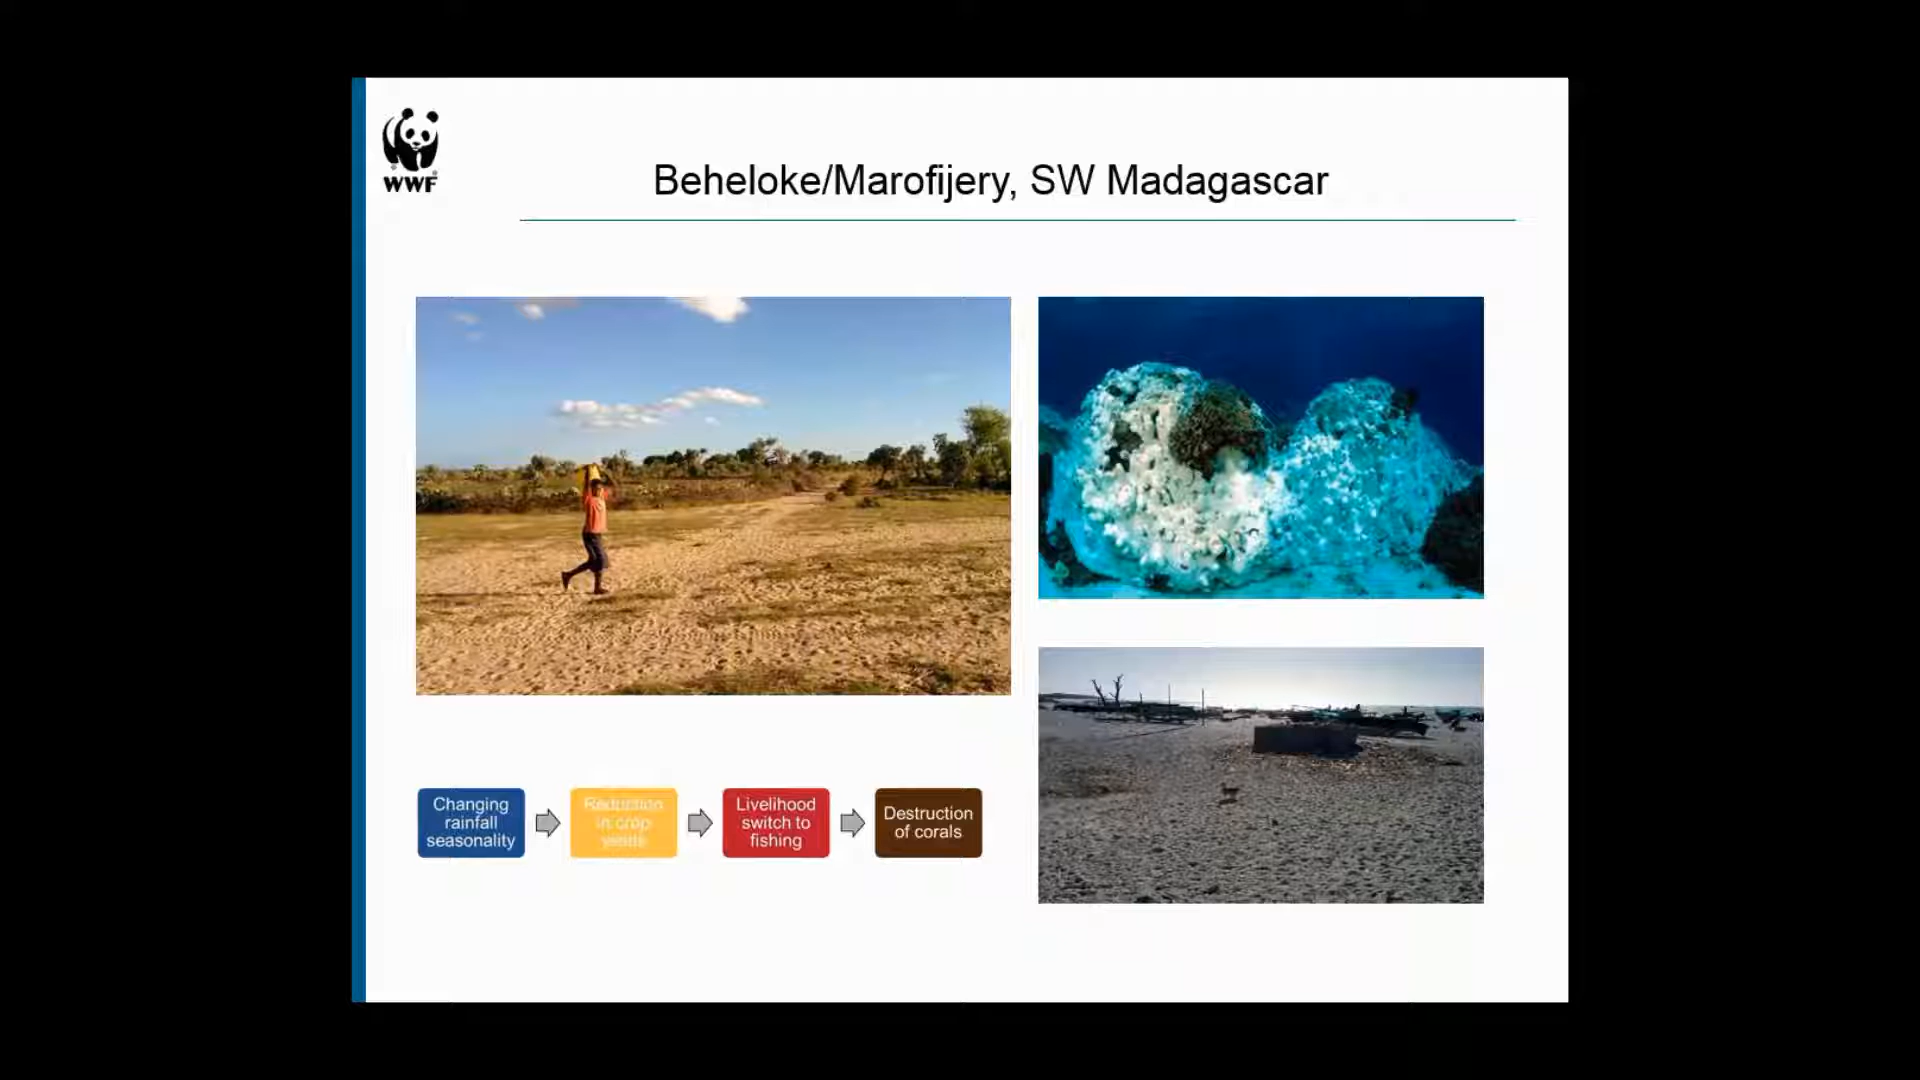 WWF
Beheloke/Marofijery, SW Madagascar
Changing
rainfall
seasonality
Reduction
in crop
yields
Livelihood
switch to
fishing
Destruction
of corals